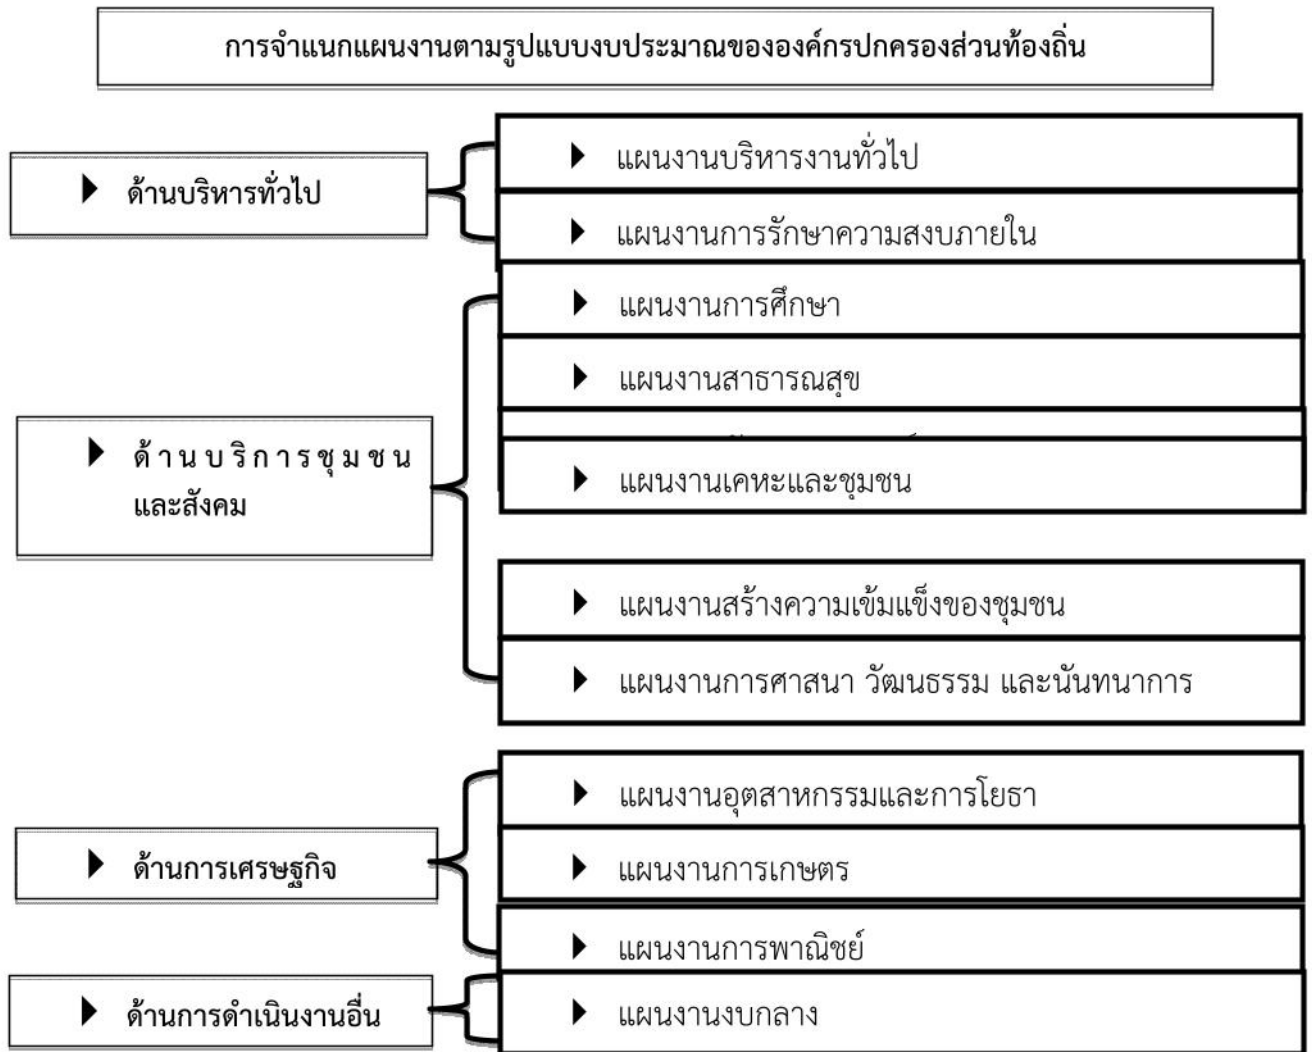 การจำแนกแผนงานตามรูปแบบงบประมาณขององค์กรปกครองส่วนท้องถิ่น
ด้านบริหารทั่วไป
แผนงานบริหารงานทั่วไป
แผนงานการรักษาความสงบภายใน
ด้านบริการชุมชน
และสังคม
แผนงานการศึกษา
แผนงานสาธารณสุข
แผนงานเคหะและชุมชน
แผนงานสร้างความเข้มแข็งของชุมชน
แผนงานการศาสนา วัฒนธรรม และนันทนาการ
ด้านการเศรษฐกิจ
แผนงานอุตสาหกรรมและการโยธา
แผนงานการเกษตร
แผนงานการพาณิชย์
ด้านการดำเนินงานอื่น
แผนงานงบกลาง